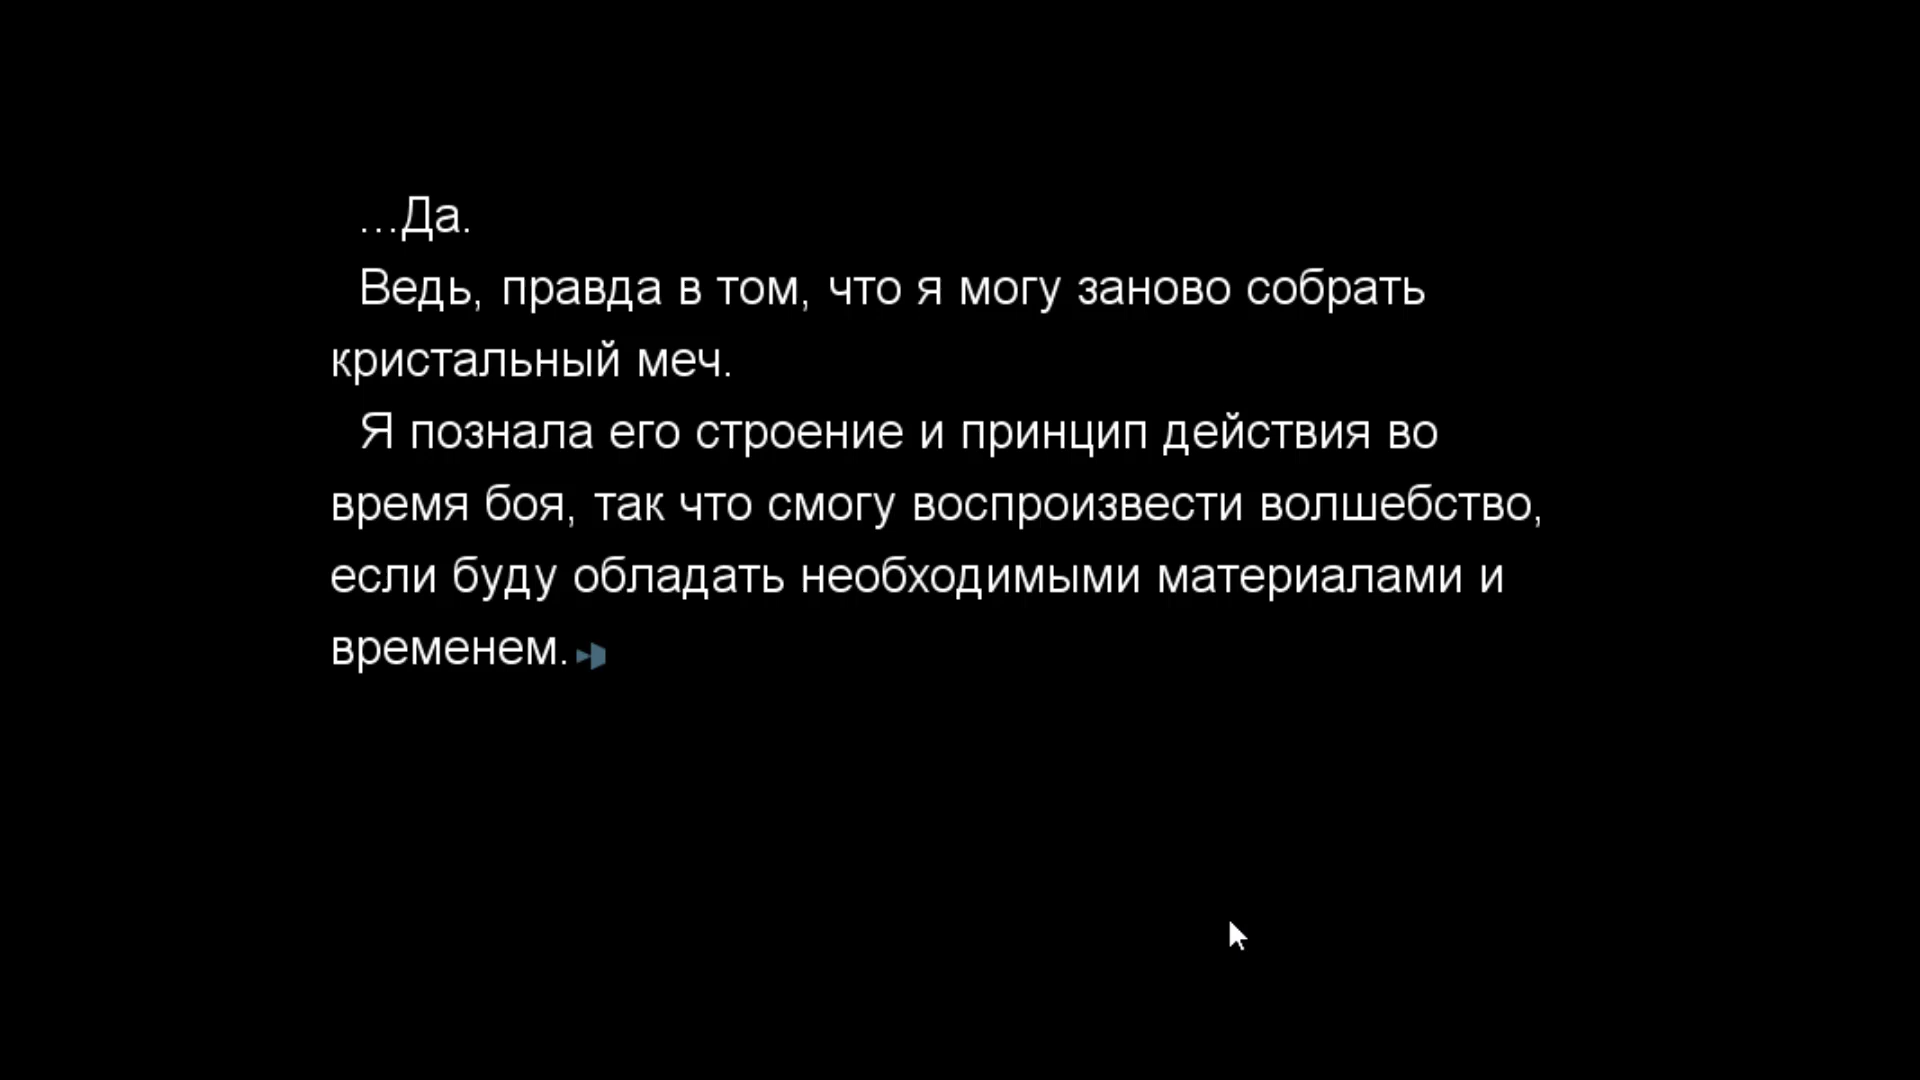 …Да.
Ведь, правда в том, что я могу заново собрать
кристальный меч.
Я познала его строение и принцип действия во
время боя, так что смогу воспроизвести волшебство,
если буду обладать необходимыми материалами и
временем.